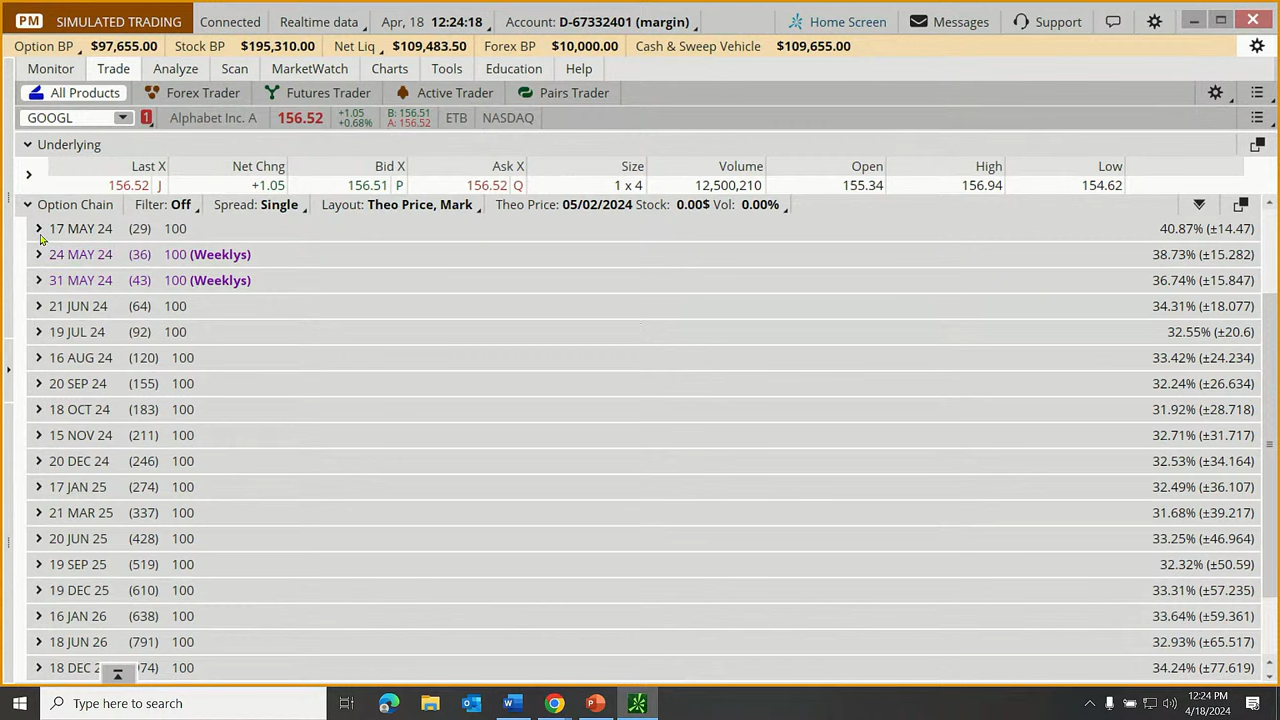 PM SIMULATED TRADING Connected Realtime data Apr, 18 12:24:18 Account: D-67332401 (margin) Home Screen Messages Support
Option BP $97,655.00 Stock BP $195,310.00 Net Liq $109,483.50 Forex BP $10,000.00 Cash & Sweep Vehicle $109,655.00
Monitor Trade Analyze Scan MarketWatch Charts Tools Education Help
All Products Forex Trader Futures Trader Active Trader Pairs Trader
GOOGL 1 Alphabet Inc. A 156.52 +1.05 +0.68% B: 156.51 A: 156.52 ETB NASDAQ
Underlying
Last X Net Chng Bid X Ask X Size Volume Open High Low
156.52 J +1.05 156.51 P 156.52 Q 1 x 4 12,500,210 155.34 156.94 154.62
Option Chain Filter: Off Spread: Single Layout: Theo Price, Mark Theo Price: 05/02/2024 Stock: 0.00$ Vol: 0.00%
17 MAY 24 (29) 100 40.87% (±14.47)
24 MAY 24 (36) 100 (Weeklys) 38.73% (±15.282)
31 MAY 24 (43) 100 (Weeklys) 36.74% (±15.847)
21 JUN 24 (64) 100 34.31% (±18.077)
19 JUL 24 (92) 100 32.55% (±20.6)
16 AUG 24 (120) 100 33.42% (±24.234)
20 SEP 24 (155) 100 32.24% (±26.634)
18 OCT 24 (183) 100 31.92% (±28.718)
15 NOV 24 (211) 100 32.71% (±31.717)
20 DEC 24 (246) 100 32.53% (±34.164)
17 JAN 25 (274) 100 32.49% (±36.107)
21 MAR 25 (337) 100 31.68% (±39.217)
20 JUN 25 (428) 100 33.25% (±46.964)
19 SEP 25 (519) 100 32.32% (±50.59)
19 DEC 25 (610) 100 33.31% (±57.235)
16 JAN 26 (638) 100 33.64% (±59.361)
18 JUN 26 (791) 100 32.93% (±65.517)
18 DEC 74) 100 34.24% (±77.619)
Type here to search
12:24 PM
4/18/2024